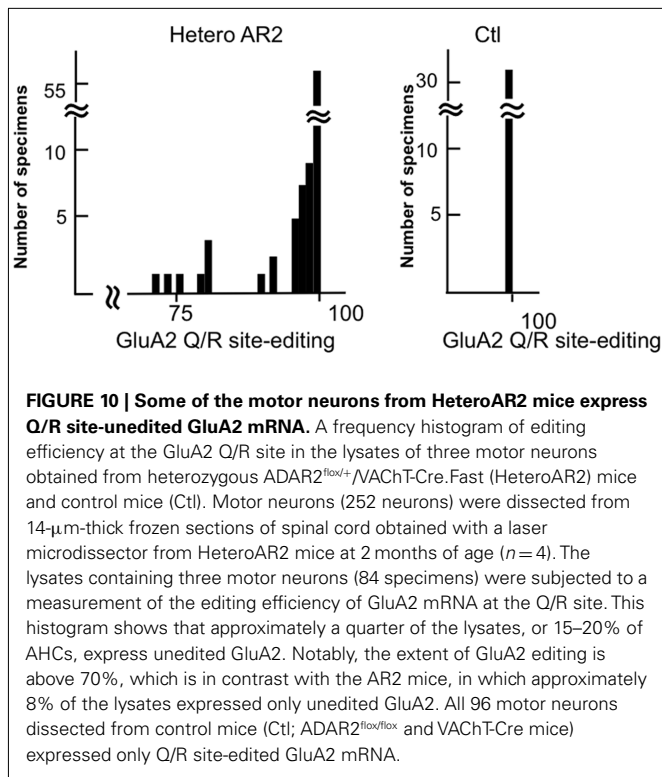 Hetero AR2
Ctl
Number of specimens
55
10
5
75
100
GluA2 Q/R site-editing
Number of specimens
30
10
5
100
GluA2 Q/R site-editing
FIGURE 10 | Some of the motor neurons from HeteroAR2 mice express
Q/R site-unedited GluA2 mRNA. A frequency histogram of editing
efficiency at the GluA2 Q/R site in the lysates of three motor neurons
obtained from heterozygous ADAR2flox/+/VAChT-Cre.Fast (HeteroAR2) mice
and control mice (Ctl). Motor neurons (252 neurons) were dissected from
14-μm-thick frozen sections of spinal cord obtained with a laser
microdissector from HeteroAR2 mice at 2 months of age (n = 4). The
lysates containing three motor neurons (84 specimens) were subjected to a
measurement of the editing efficiency of GluA2 mRNA at the Q/R site. This
histogram shows that approximately a quarter of the lysates, or 15–20% of
AHCs, express unedited GluA2. Notably, the extent of GluA2 editing is
above 70%, which is in contrast with the AR2 mice, in which approximately
8% of the lysates expressed only unedited GluA2. All 96 motor neurons
dissected from control mice (Ctl; ADAR2flox/flox and VAChT-Cre mice)
expressed only Q/R site-edited GluA2 mRNA.